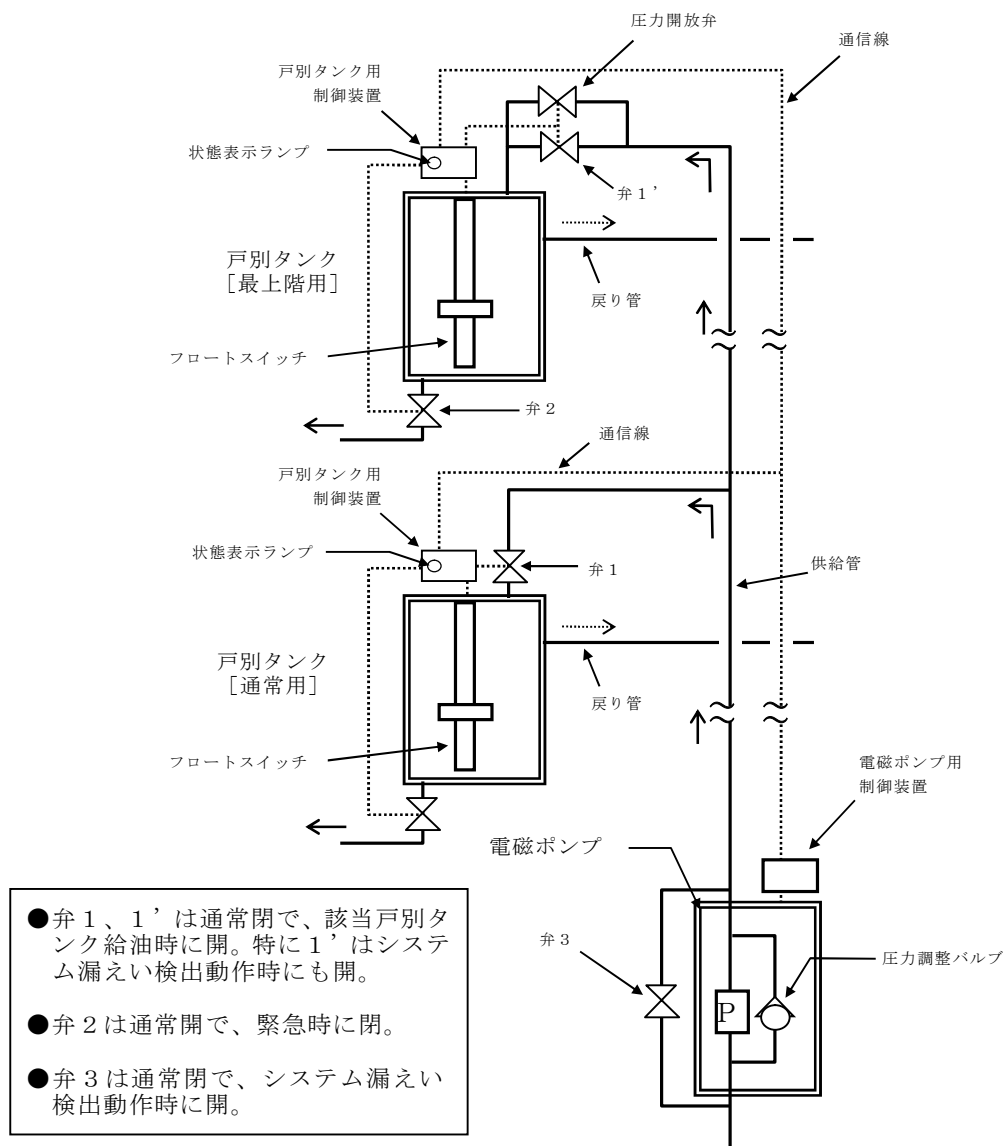 圧力開放弁
通信線
戸別タンク用
制御装置
状態表示ランプ
弁１’
戸別タンク
［最上階用］
戻り管
フロートスイッチ
弁２
通信線
戸別タンク用
制御装置
状態表示ランプ
弁１
供給管
戸別タンク
［通常用］
戻り管
フロートスイッチ
電磁ポンプ用
制御装置
電磁ポンプ
弁３
圧力調整バルブ
P
●弁１、１’は通常閉で、該当戸別タ
ンク給油時に開。特に１’はシステ
ム漏えい検出動作時にも開。
●弁２は通常開で、緊急時に閉。
●弁３は通常閉で、システム漏えい
検出動作時に開。